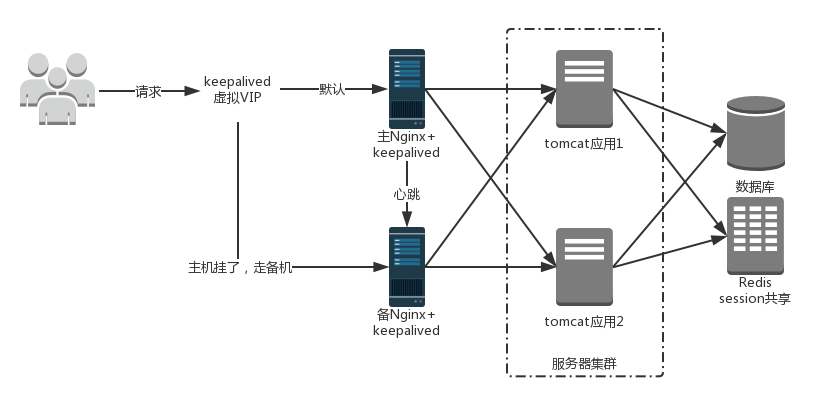 请求
keepalived
虚拟VIP
默认
主Nginx+
keepalived
心跳
主机挂了，走备机
备Nginx+
keepalived
tomcat应用1
tomcat应用2
服务器集群
数据库
Redis
session共享